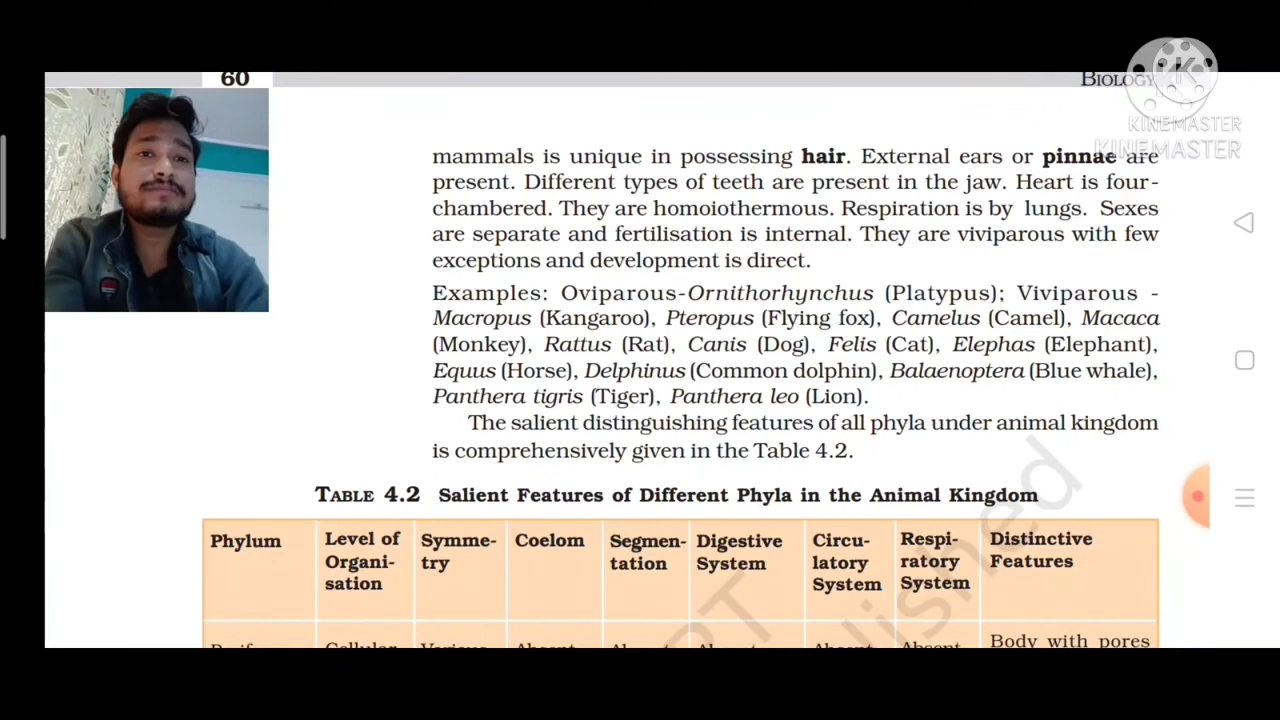 60
BIOLOGY
KINEMASTER
KINEMASTER
mammals is unique in possessing hair. External ears or pinnae are
present. Different types of teeth are present in the jaw. Heart is four-
chambered. They are homoiothermous. Respiration is by lungs. Sexes
are separate and fertilisation is internal. They are viviparous with few
exceptions and development is direct.
Examples: Oviparous-Ornithorhynchus (Platypus); Viviparous -
Macropus (Kangaroo), Pteropus (Flying fox), Camelus (Camel), Macaca
(Monkey), Rattus (Rat), Canis (Dog), Felis (Cat), Elephas (Elephant),
Equus (Horse), Delphinus (Common dolphin), Balaenoptera (Blue whale),
Panthera tigris (Tiger), Panthera leo (Lion).
The salient distinguishing features of all phyla under animal kingdom
is comprehensively given in the Table 4.2.
TABLE 4.2 Salient Features of Different Phyla in the Animal Kingdom
Phylum Level of Organi- sation Symme- try Coelom Segmen- tation Digestive System Circu- latory System Respi- ratory System Distinctive Features
Body with pores